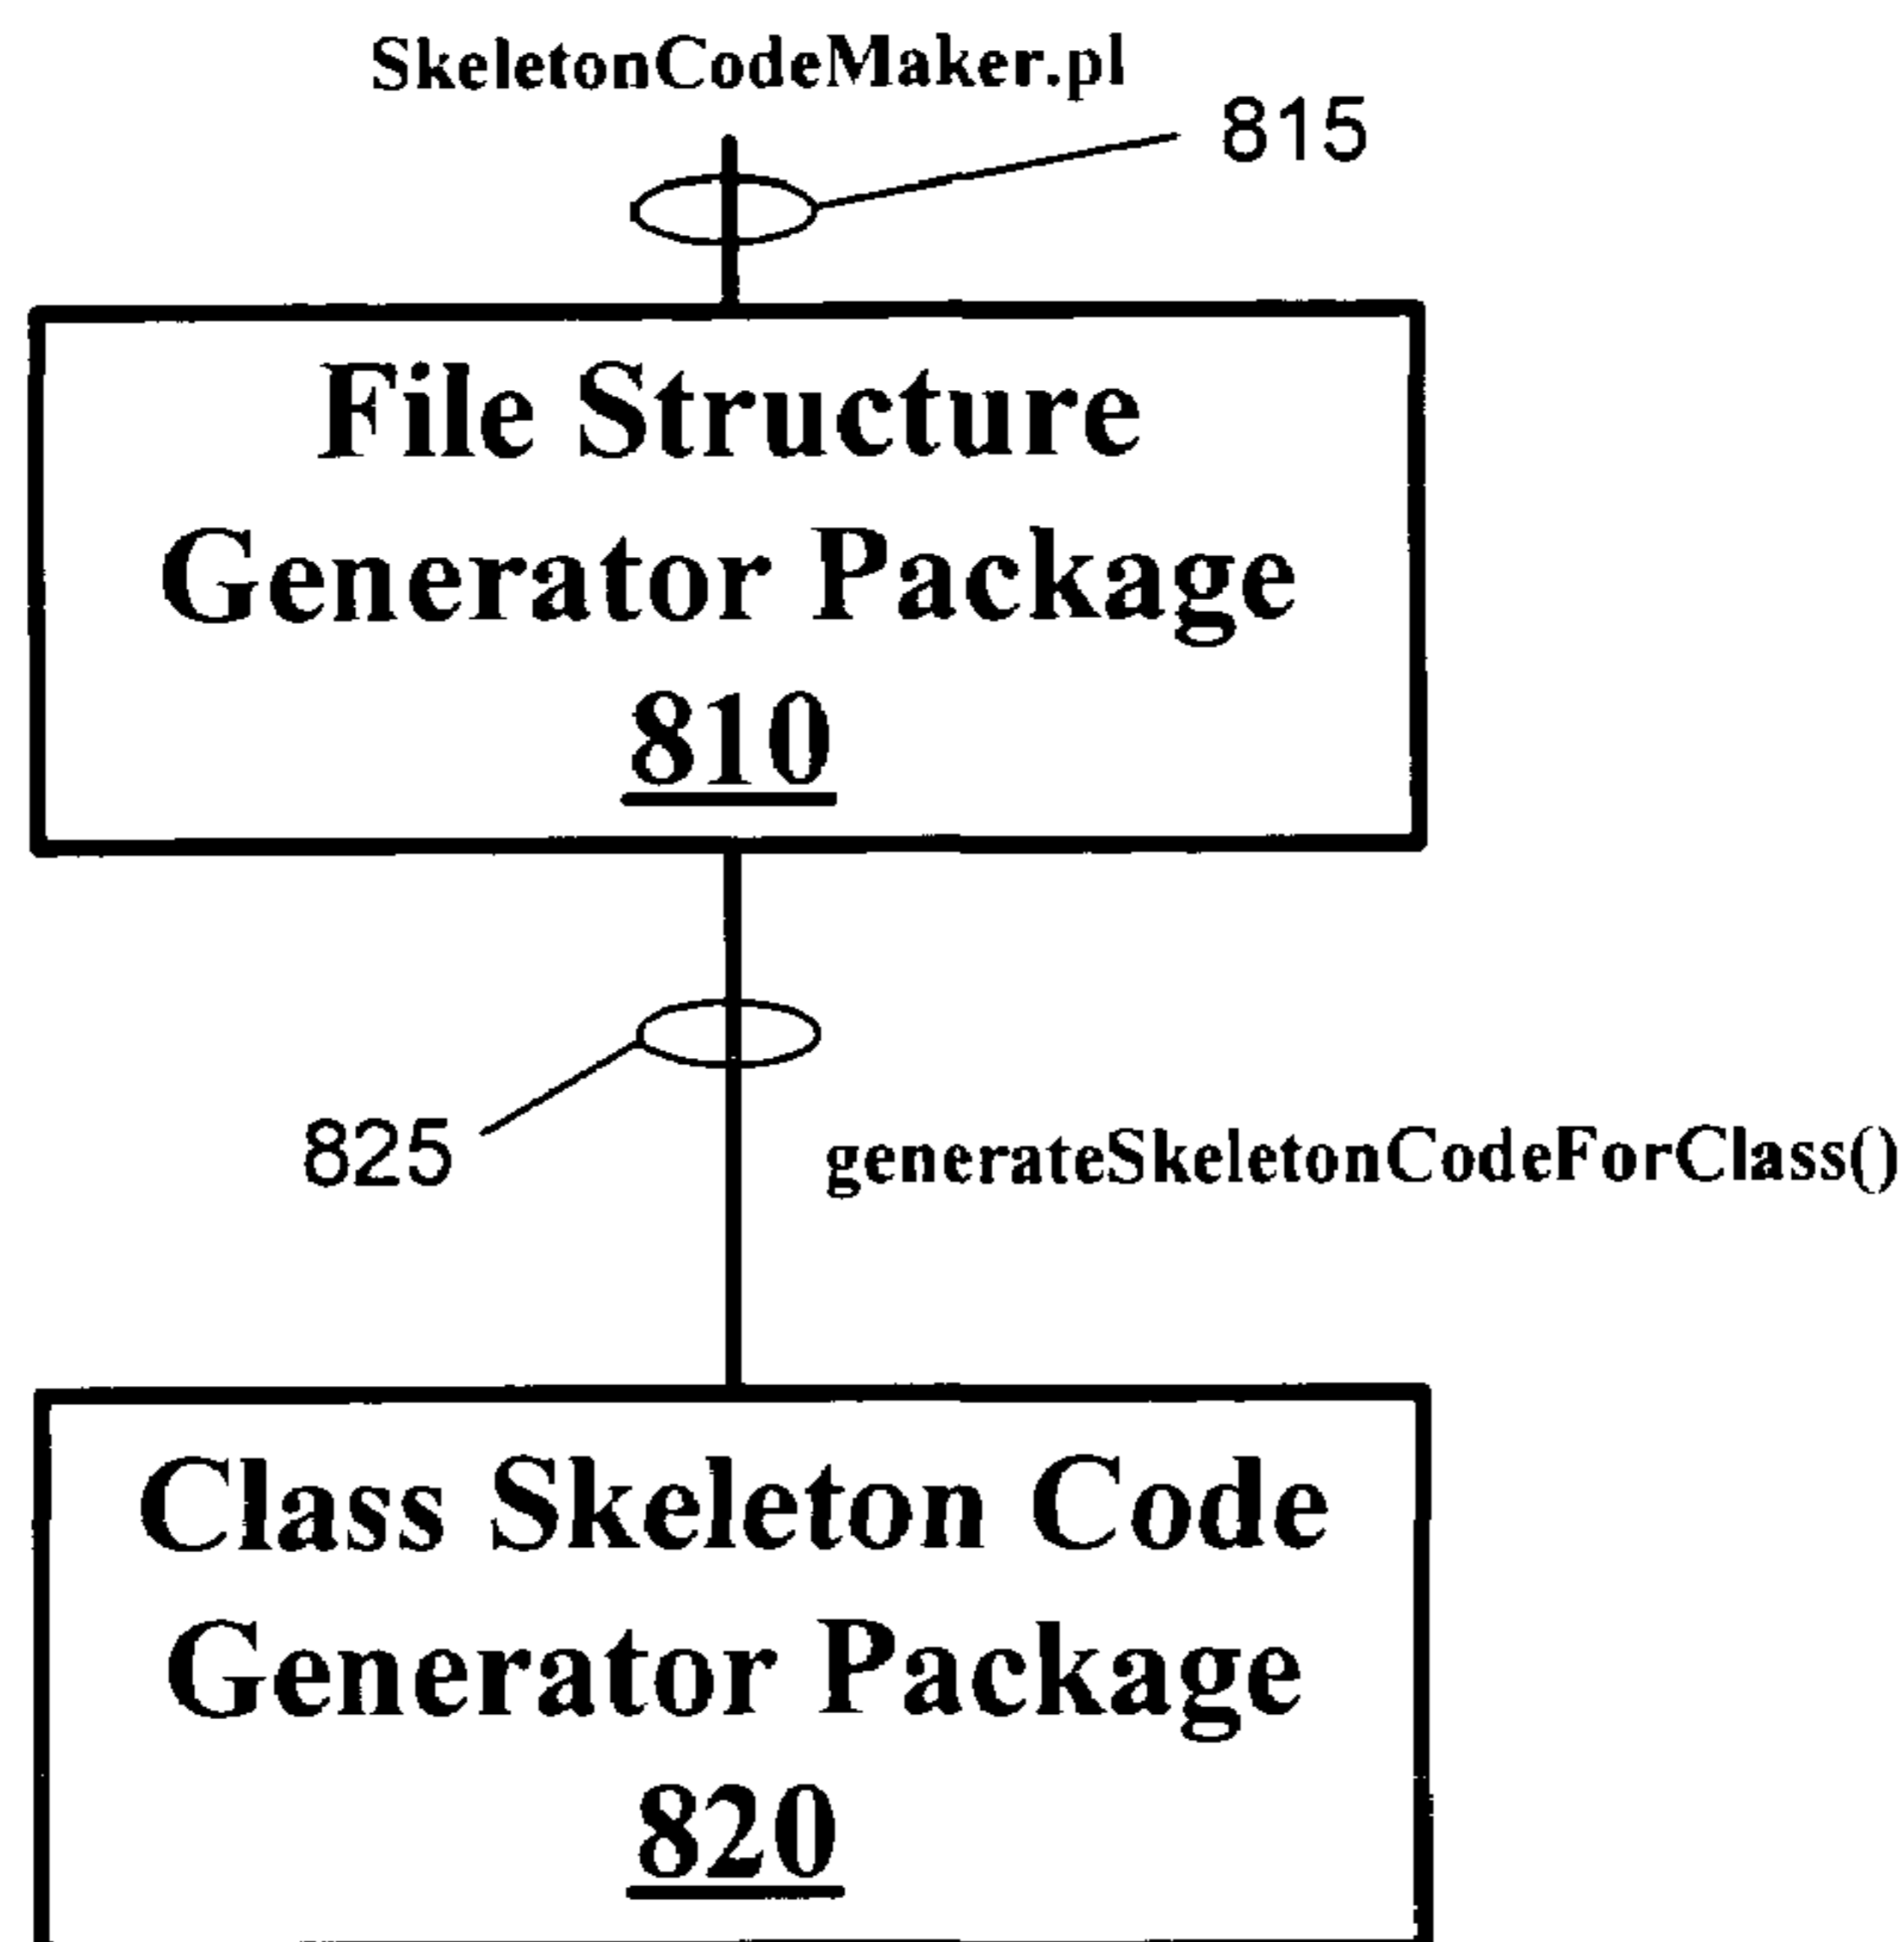 SkeletonCodeMaker.pl
815
File Structure
Generator Package
810
825
generateSkeletonCodeForClass()
Class Skeleton Code
Generator Package
820